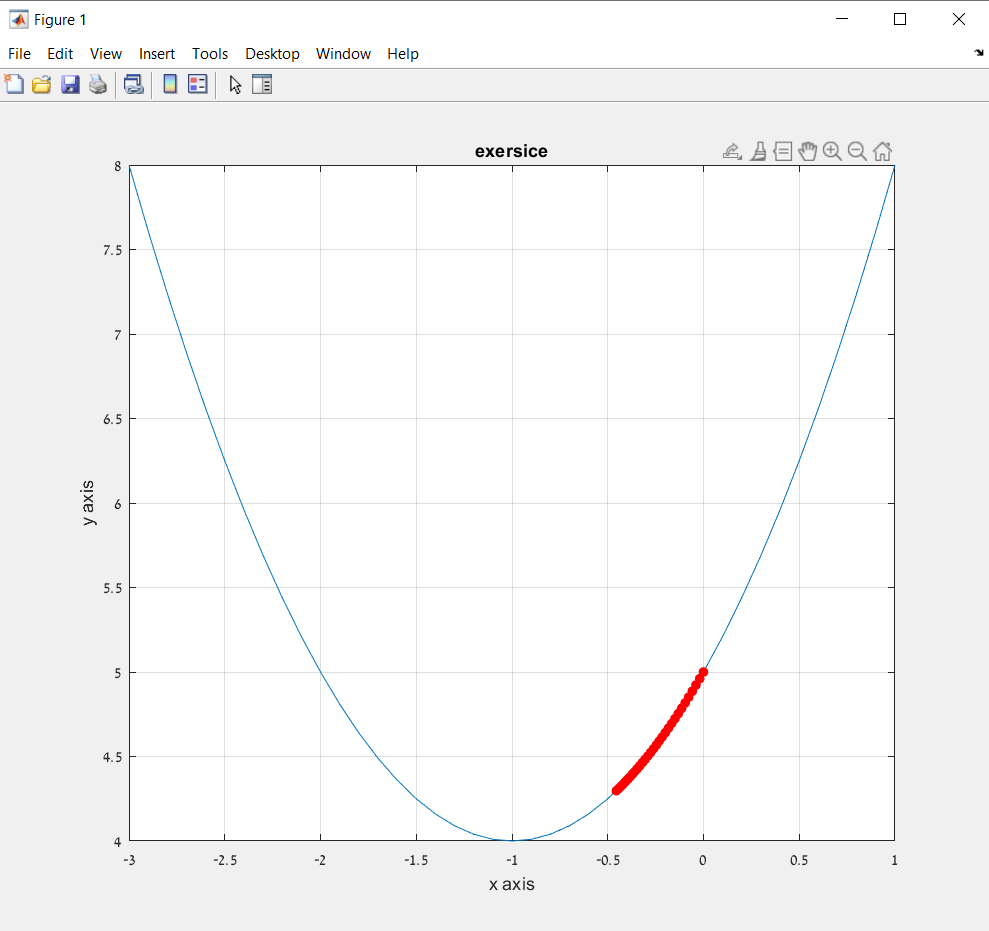 Figure 1
File Edit View Insert Tools Desktop Window Help
exersice
8
7.5
7
6.5
6
5.5
5
4.5
4
y axis
-3 -2.5 -2 -1.5 -1 -0.5 0 0.5 1
x axis